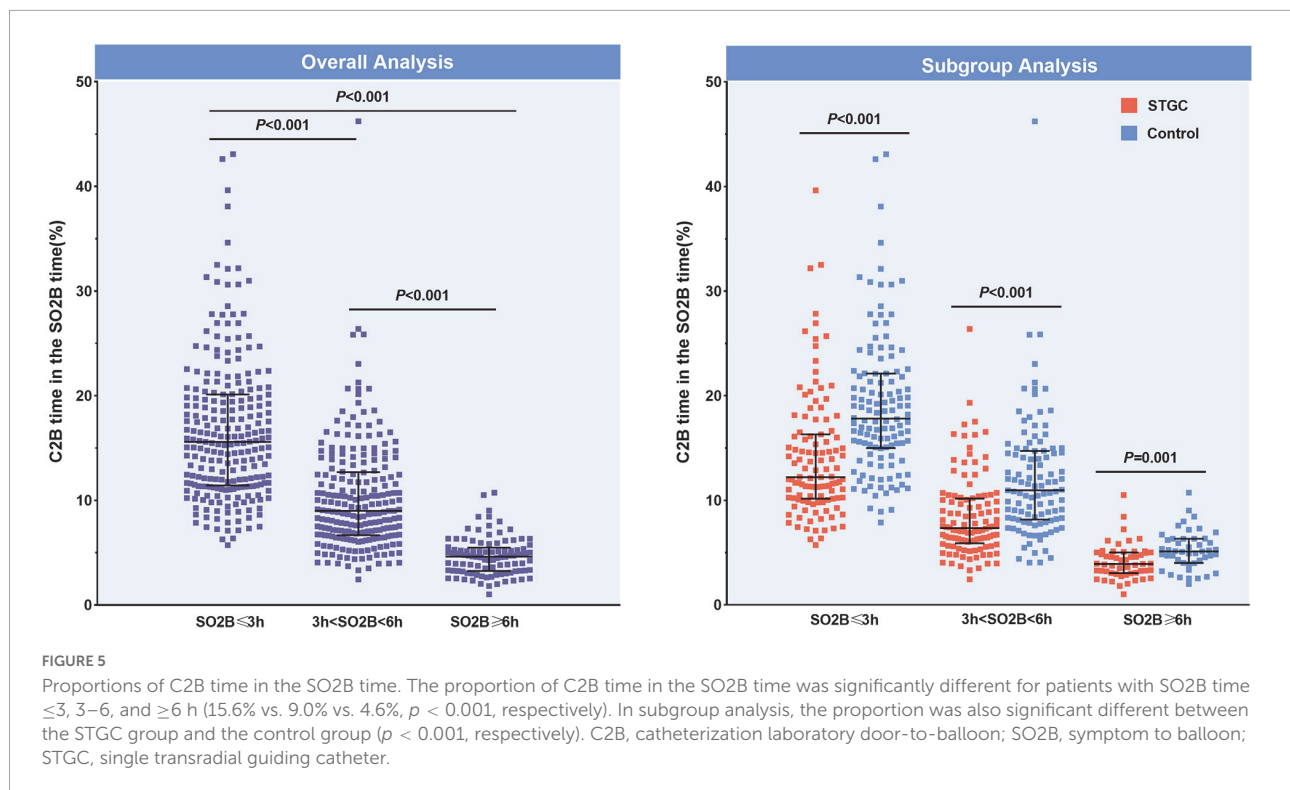 Overall Analysis
50
40
30
20
10
0
C2B time in the SO2B time(%)
P<0.001
P<0.001
P<0.001
SO2B≤3h
3h<SO2B<6h
SO2B≥6h
Subgroup Analysis
50
40
30
20
10
0
C2B time in the SO2B time(%)
STGC
Control
P<0.001
P<0.001
P=0.001
SO2B≤3h
3h<SO2B<6h
SO2B≥6h
FIGURE 5
Proportions of C2B time in the SO2B time. The proportion of C2B time in the SO2B time was significantly different for patients with SO2B time
≤3, 3–6, and ≥6 h (15.6% vs. 9.0% vs. 4.6%, p < 0.001, respectively). In subgroup analysis, the proportion was also significant different between
the STGC group and the control group (p < 0.001, respectively). C2B, catheterization laboratory door-to-balloon; SO2B, symptom to balloon;
STGC, single transradial guiding catheter.